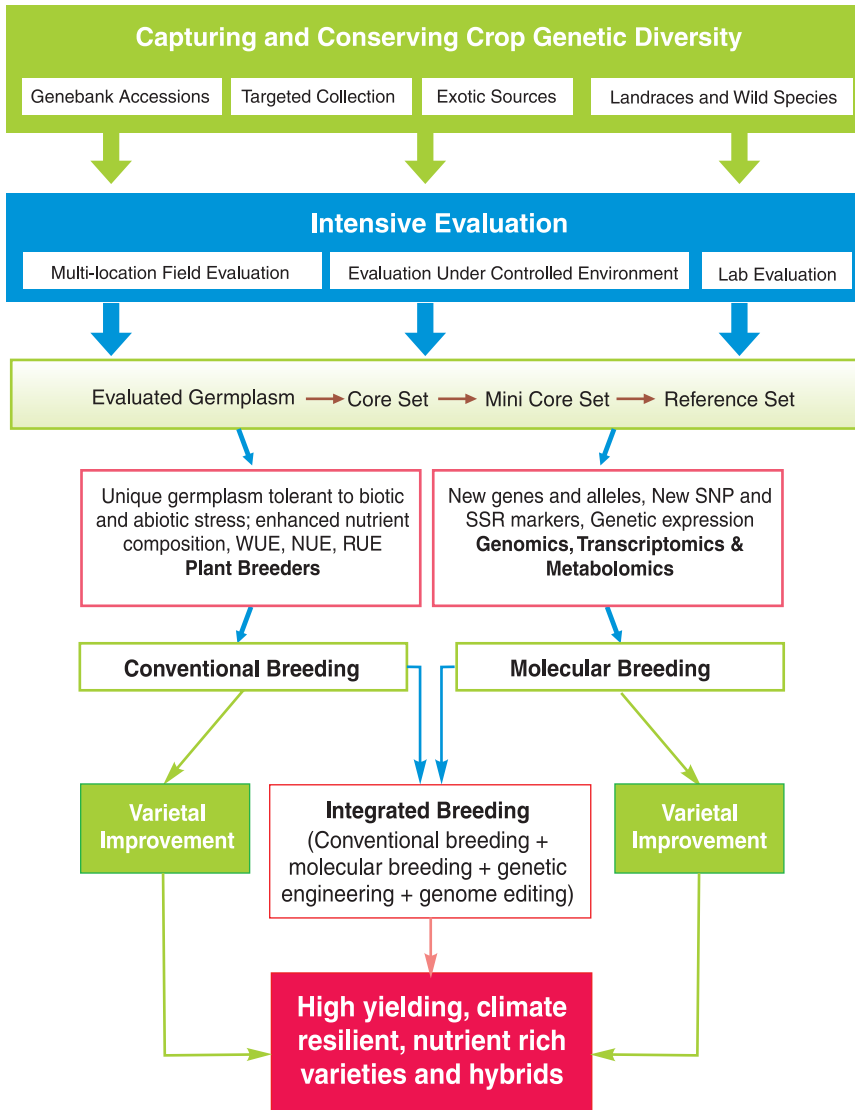 Capturing and Conserving Crop Genetic Diversity
Genebank Accessions
Targeted Collection
Exotic Sources
Landraces and Wild Species
Intensive Evaluation
Multi-location Field Evaluation
Evaluation Under Controlled Environment
Lab Evaluation
Evaluated Germplasm
Core Set
Mini Core Set
Reference Set
Unique germplasm tolerant to biotic
and abiotic stress; enhanced nutrient
composition, WUE, NUE, RUE
Plant Breeders
New genes and alleles, New SNP and
SSR markers, Genetic expression
Genomics, Transcriptomics &
Metabolomics
Conventional Breeding
Molecular Breeding
Varietal
Improvement
Integrated Breeding
(Conventional breeding +
molecular breeding + genetic
engineering + genome editing)
Varietal
Improvement
High yielding, climate
resilient, nutrient rich
varieties and hybrids